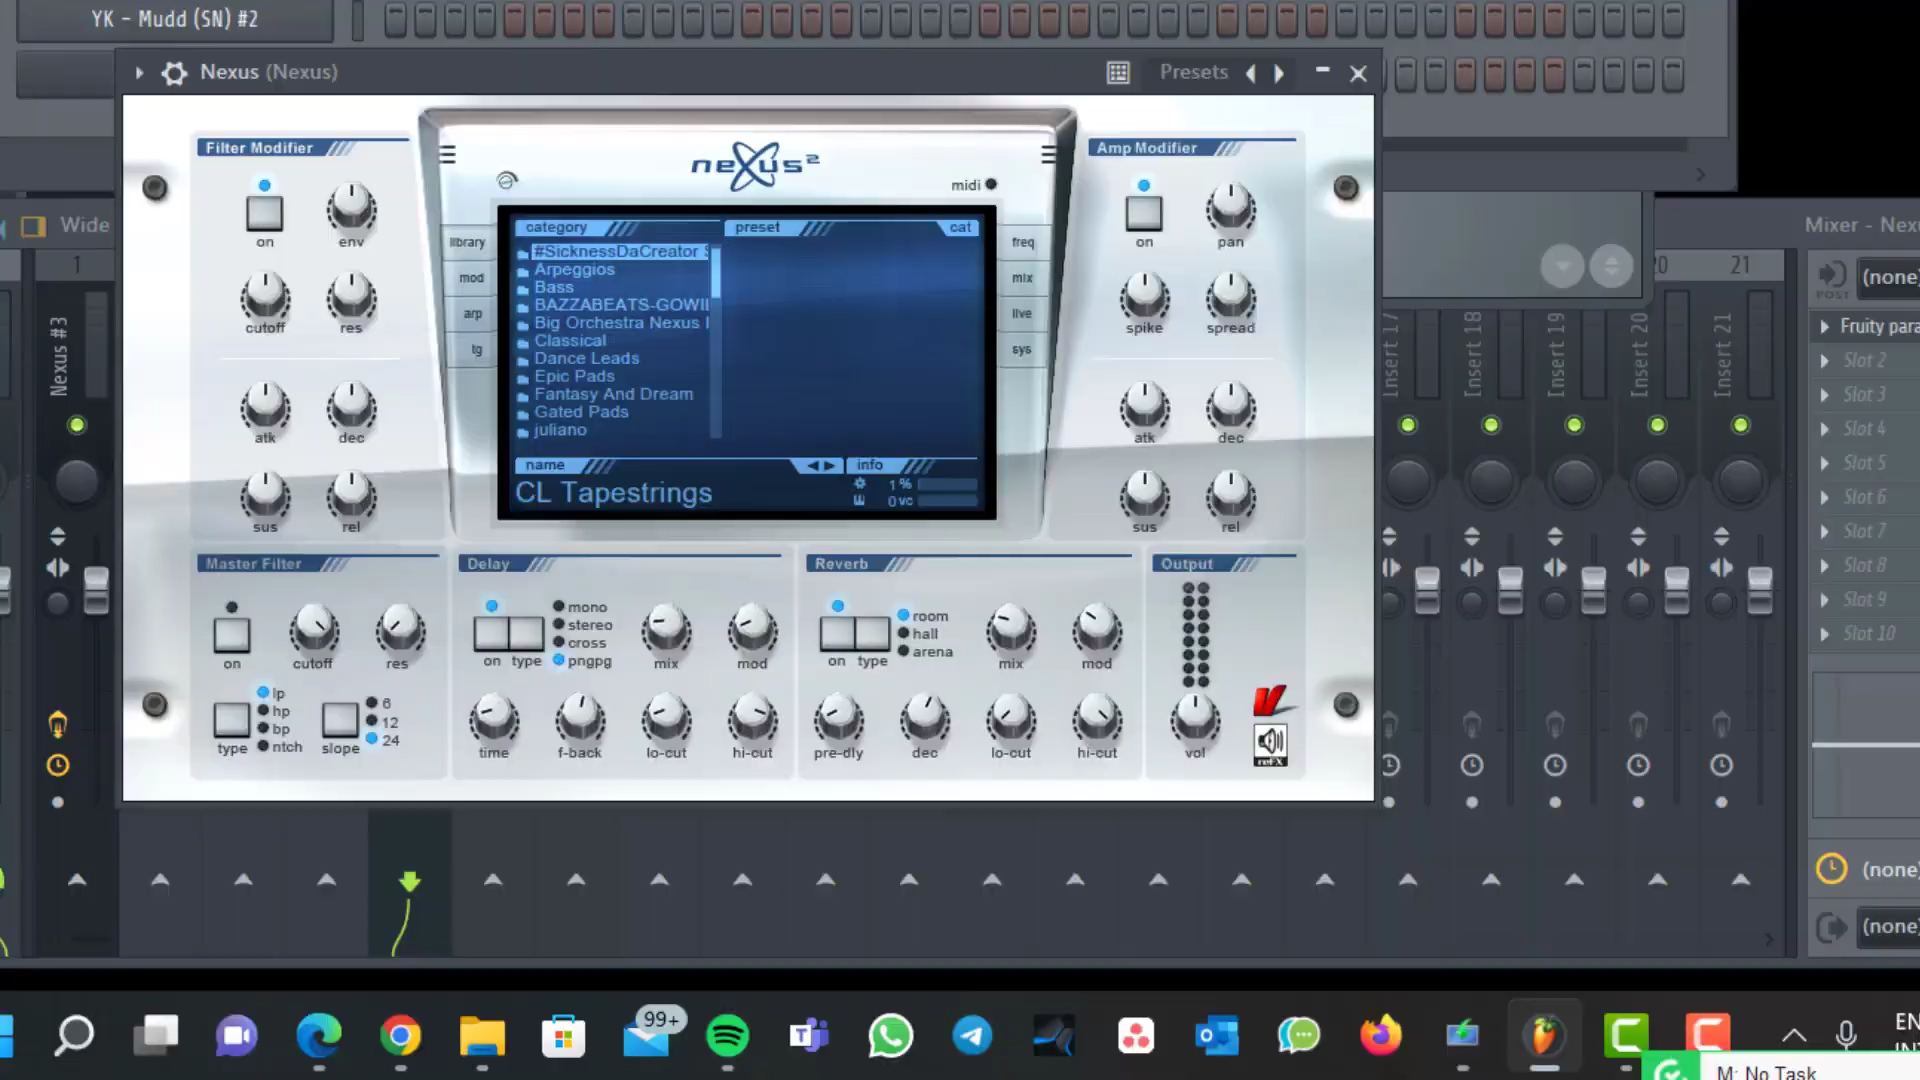 YK - Mudd (SN) #2
Nexus (Nexus)
Presets
Filter Modifier
on
env
cutoff
res
atk
dec
sus
rel
nexus²
midi
library
mod
arp
tg
category
#SicknessDaCreator
Arpeggios
Bass
BAZZABEATS-GOWI
Big Orchestra Nexus
Classical
Dance Leads
Epic Pads
Fantasy And Dream
Gated Pads
juliano
preset
cat
name
CL Tapestrings
info
1 %
0 vc
freq
mix
live
sys
Amp Modifier
on
pan
spike
spread
atk
dec
sus
rel
Master Filter
on
cutoff
res
type
lp
hp
bp
ntch
slope
6
12
24
Delay
on
type
mono
stereo
cross
pngpg
mix
mod
time
f-back
lo-cut
hi-cut
Reverb
on
type
room
hall
arena
mix
mod
pre-dly
dec
lo-cut
hi-cut
Output
vol
reFX
Wide
1
Nexus #3
20
21
Insert 17
Insert 18
Insert 19
Insert 20
Insert 21
Mixer - Nex
POST
(none)
Fruity para
Slot 2
Slot 3
Slot 4
Slot 5
Slot 6
Slot 7
Slot 8
Slot 9
Slot 10
(none)
(none)
99+
EN
INT
M: No Task